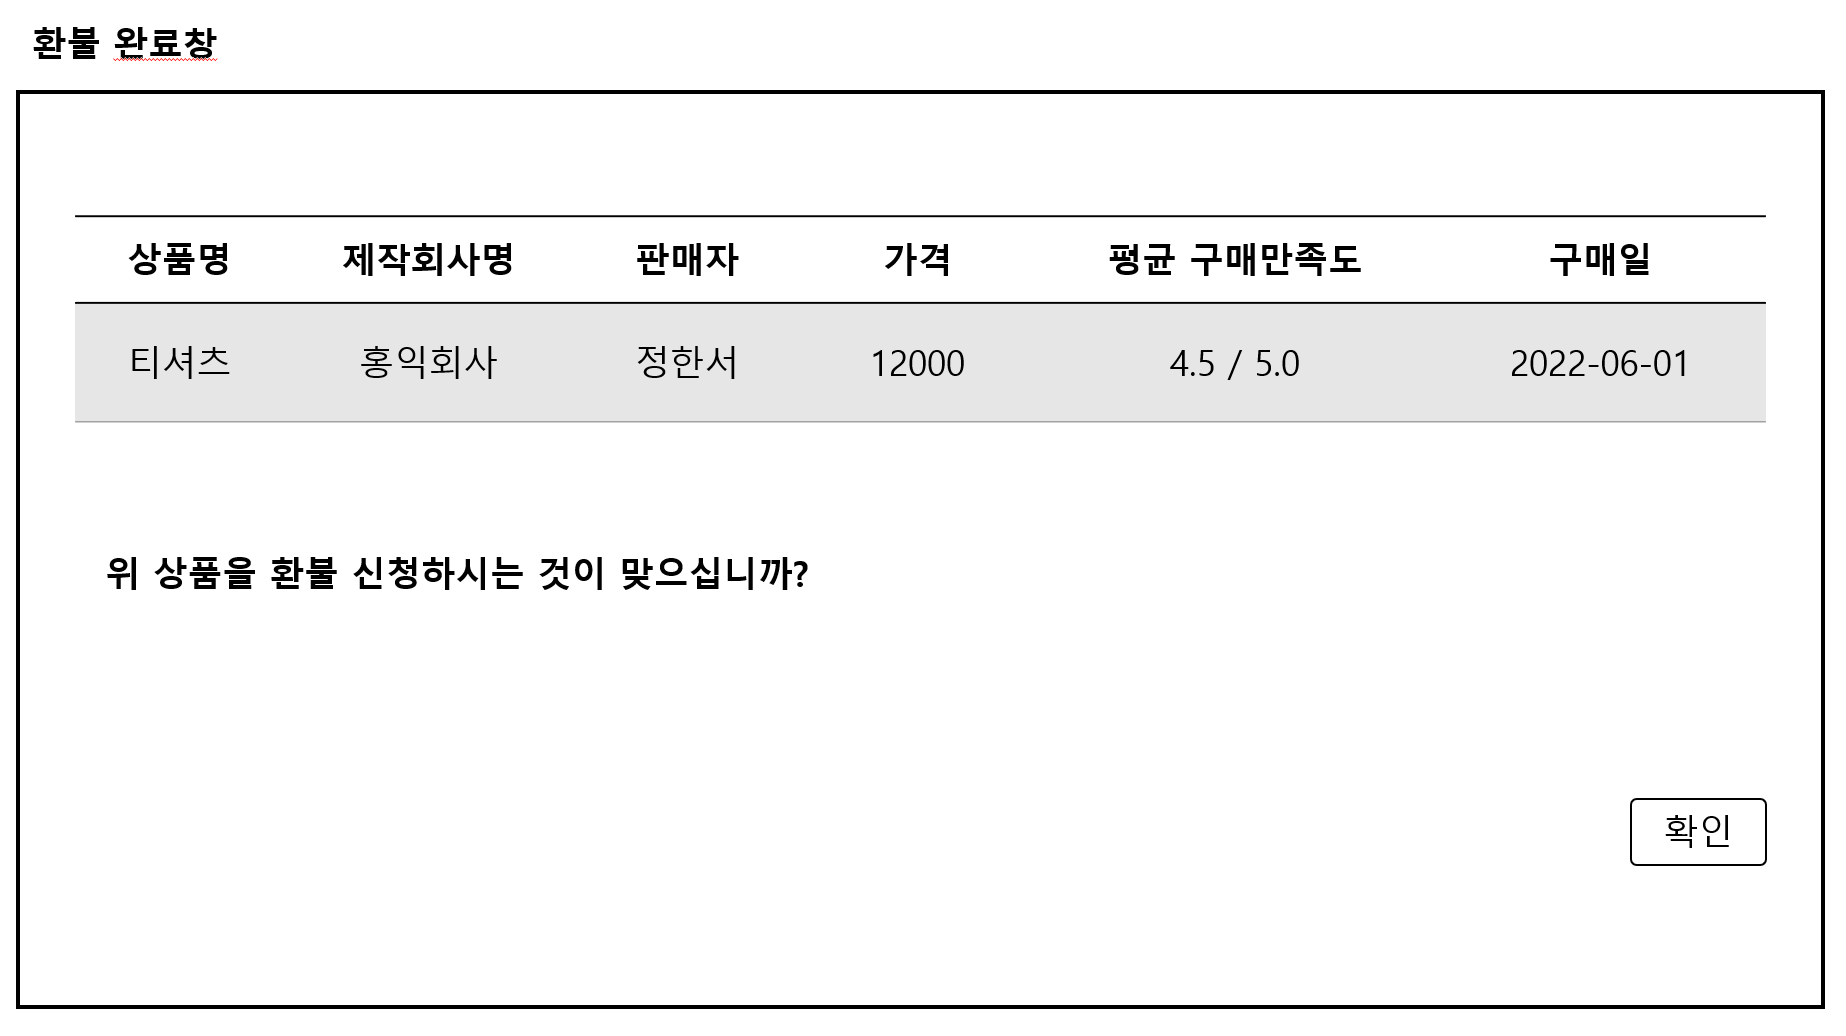 환불 완료창
상품명 제작회사명 판매자 가격 평균 구매만족도 구매일
티셔츠 홍익회사 정한서 12000 4.5 / 5.0 2022-06-01
위 상품을 환불 신청하시는 것이 맞으십니까?
확인